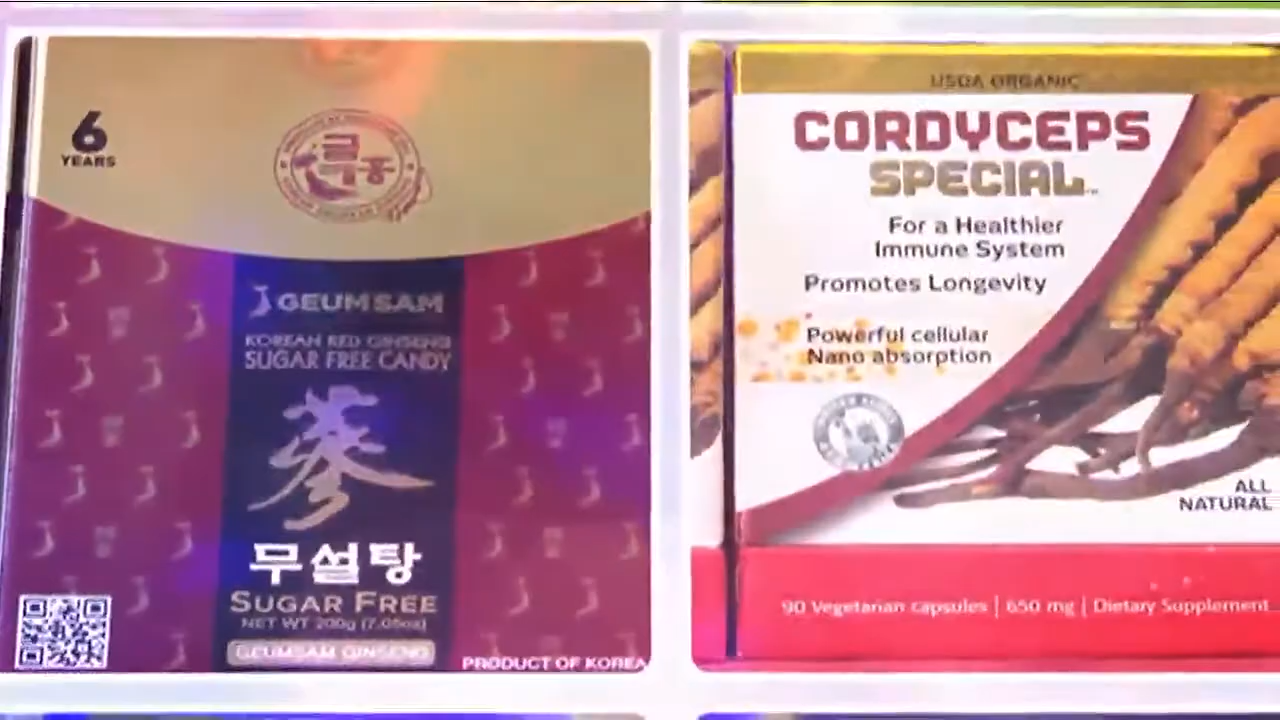 6
YEARS
GEUMSAM
KOREAN RED GINSENG
SUGAR FREE CANDY
蔘
무설탕
SUGAR FREE
NET WT 200g (7.05oz)
GEUMSAM GINSENG
PRODUCT OF KOREA
USDA ORGANIC
CORDYCEPS
SPECIAL
For a Healthier
Immune System
Promotes Longevity
Powerful cellular
Nano absorption
ALL
NATURAL
90 Vegetarian capsules | 650 mg | Dietary Supplement